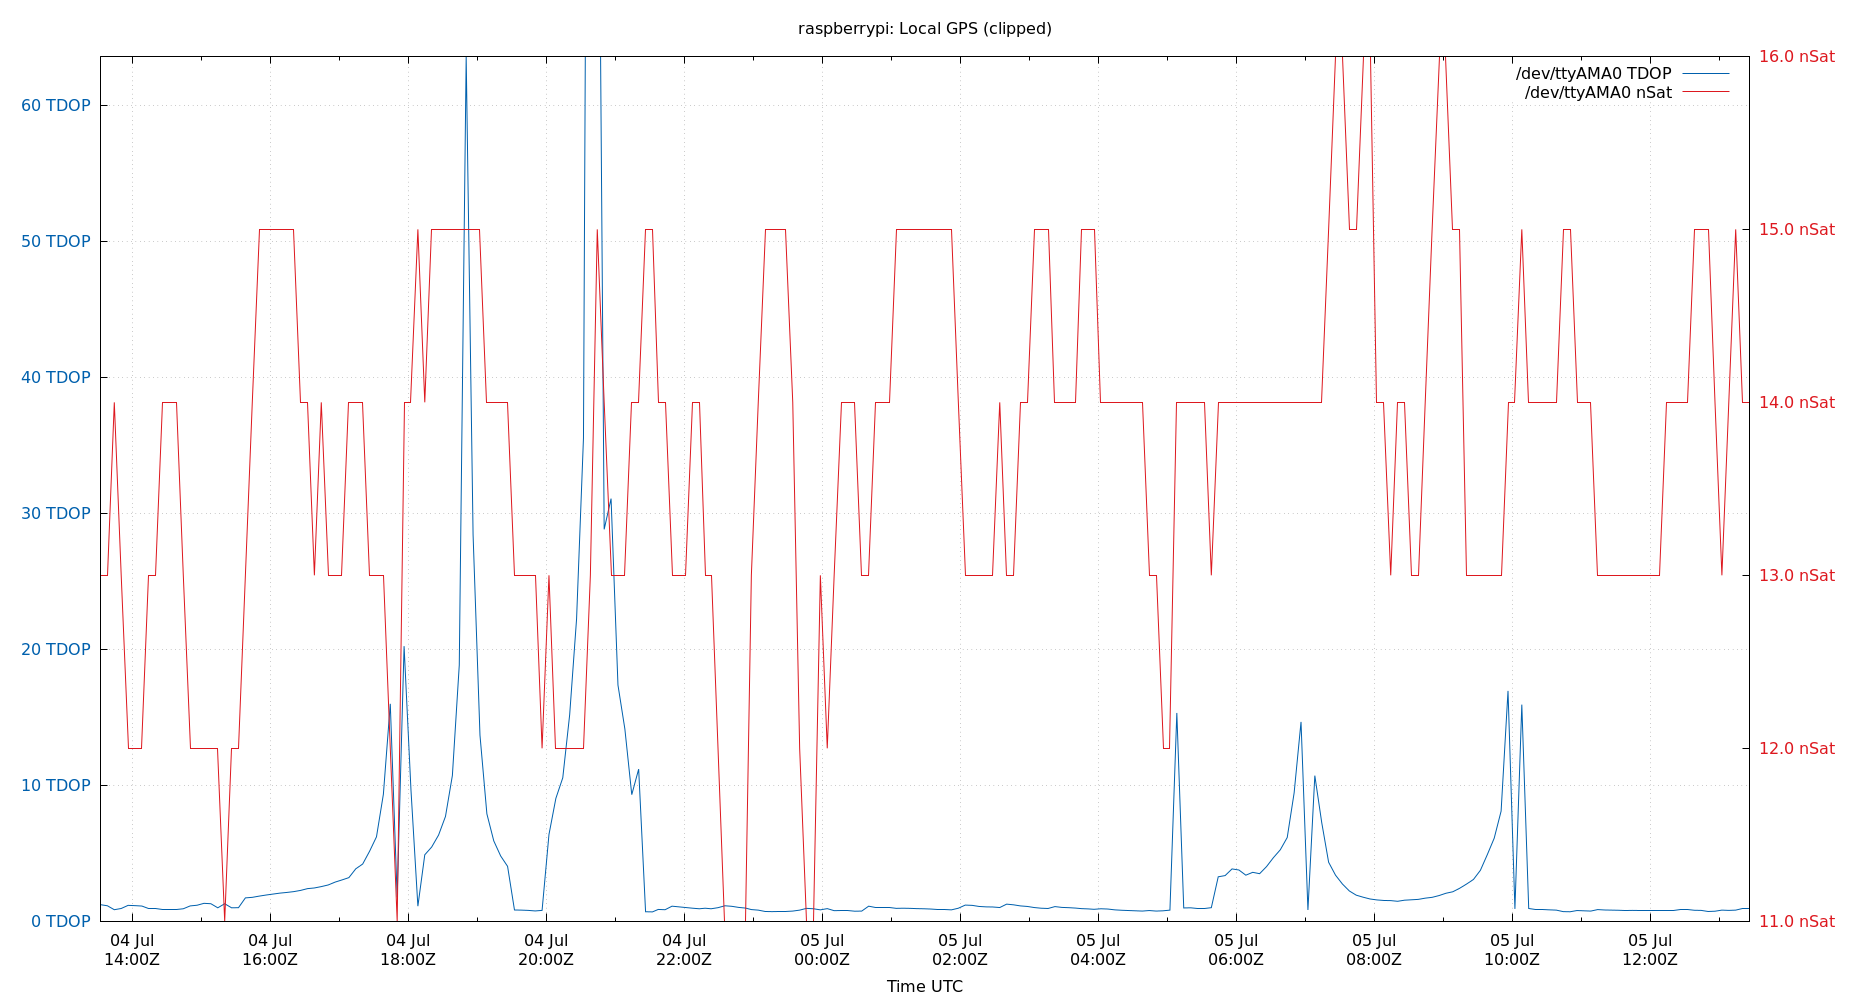 raspberrypi: Local GPS (clipped)
/dev/ttyAMA0 TDOP
/dev/ttyAMA0 nSat
60 TDOP
50 TDOP
40 TDOP
30 TDOP
20 TDOP
10 TDOP
0 TDOP
16.0 nSat
15.0 nSat
14.0 nSat
13.0 nSat
12.0 nSat
11.0 nSat
04 Jul
14:00Z
04 Jul
16:00Z
04 Jul
18:00Z
04 Jul
20:00Z
04 Jul
22:00Z
05 Jul
00:00Z
05 Jul
02:00Z
05 Jul
04:00Z
05 Jul
06:00Z
05 Jul
08:00Z
05 Jul
10:00Z
05 Jul
12:00Z
Time UTC